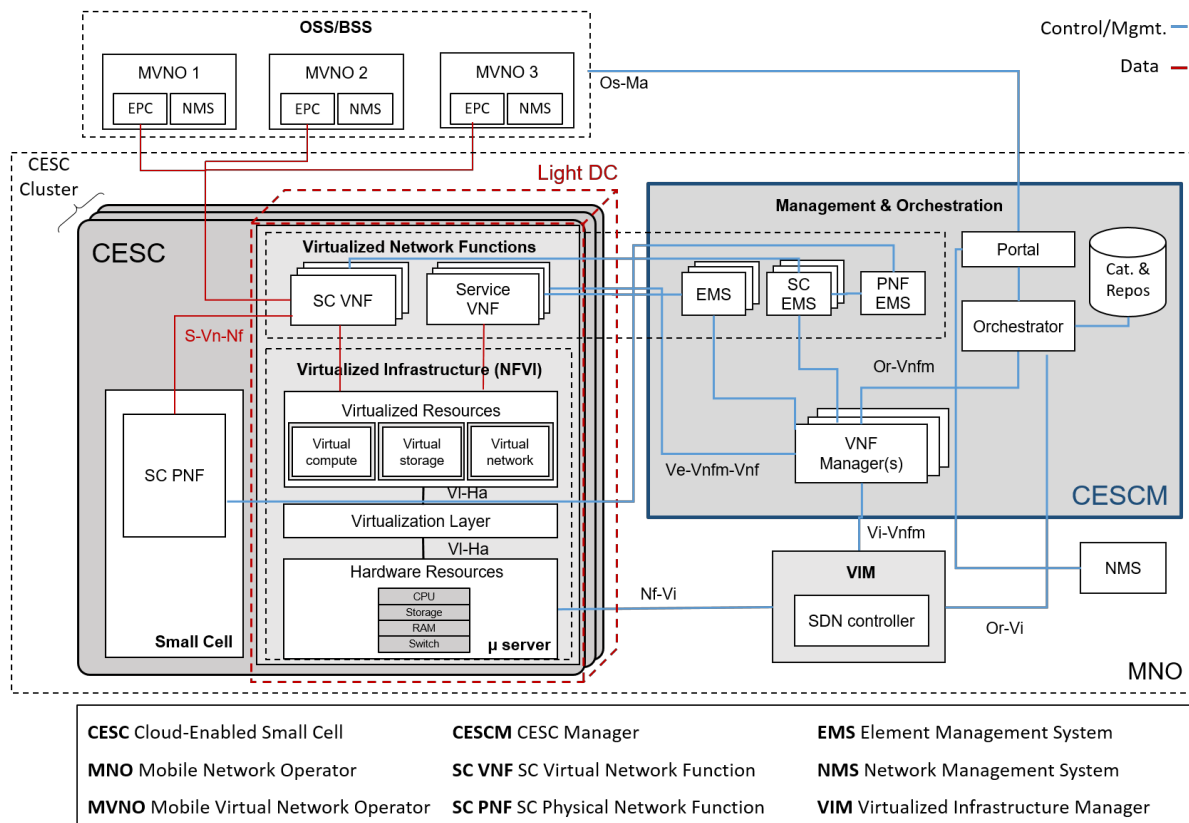 OSS/BSS
Control/Mgmt.
Data
MVNO 1
EPC
NMS
MVNO 2
EPC
NMS
MVNO 3
EPC
NMS
Os-Ma
CESC
Cluster
Light DC
CESC
Virtualized Network Functions
SC VNF
Service
VNF
S-Vn-Nf
Virtualized Infrastructure (NFVI)
Virtualized Resources
Virtual
compute
Virtual
storage
Virtual
network
Vl-Ha
Virtualization Layer
Vl-Ha
Hardware Resources
CPU
Storage
RAM
Switch
μ server
SC PNF
Small Cell
Management & Orchestration
EMS
SC
EMS
PNF
EMS
Portal
Orchestrator
Cat. &
Repos
Or-Vnfm
VNF
Manager(s)
Ve-Vnfm-Vnf
CESCM
Vi-Vnfm
VIM
SDN controller
Nf-Vi
Or-Vi
NMS
MNO
CESC Cloud-Enabled Small Cell
CESCM CESC Manager
EMS Element Management System
MNO Mobile Network Operator
SC VNF SC Virtual Network Function
NMS Network Management System
MVNO Mobile Virtual Network Operator
SC PNF SC Physical Network Function
VIM Virtualized Infrastructure Manager